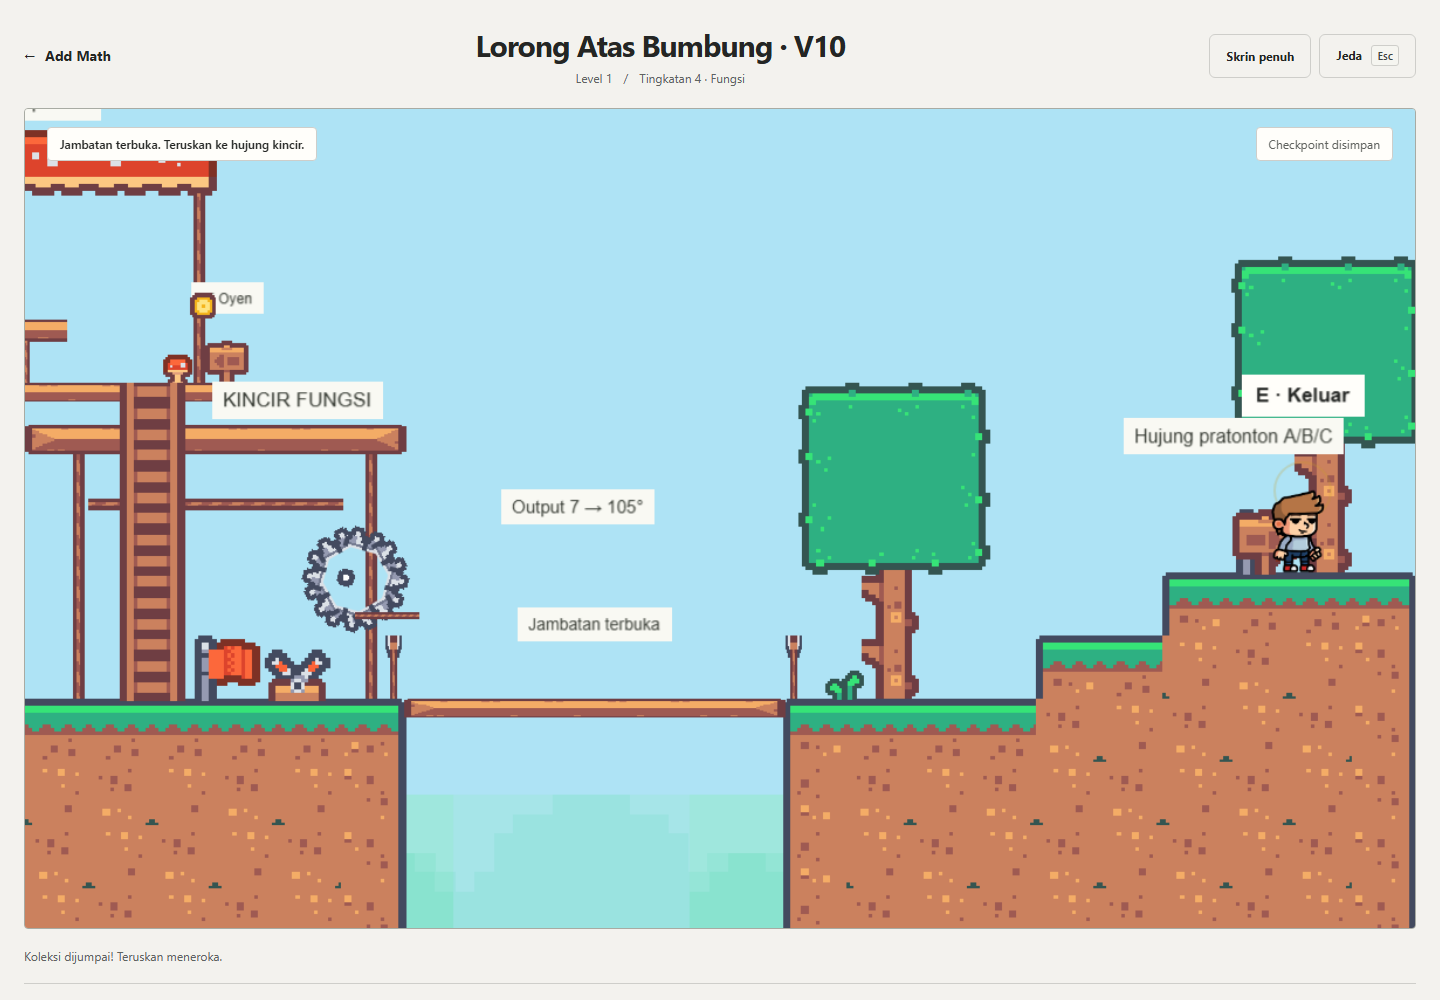 ← Add Math
Lorong Atas Bumbung · V10
Level 1 / Tingkatan 4 · Fungsi
Skrin penuh
Jeda Esc
Jambatan terbuka. Teruskan ke hujung kincir.
Checkpoint disimpan
Oyen
KINCIR FUNGSI
E · Keluar
Hujung pratonton A/B/C
Output 7 → 105°
Jambatan terbuka
Koleksi dijumpai! Teruskan meneroka.